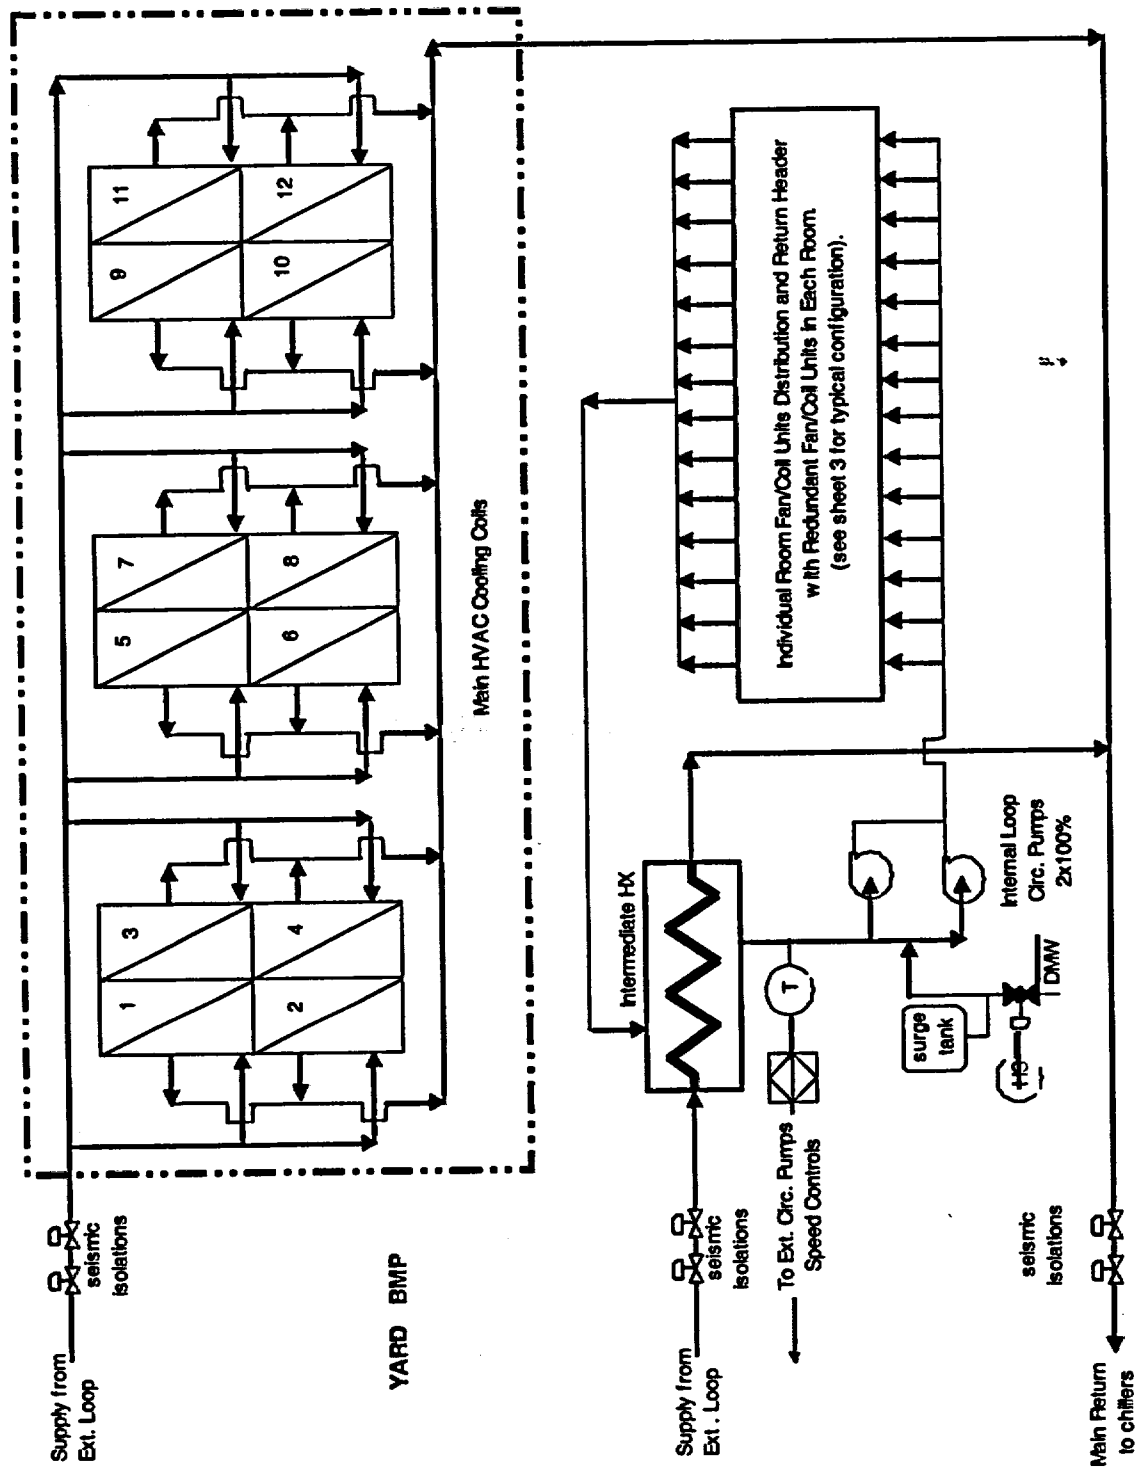 Supply from
Ext. Loop
seismic
isolations
YARD BMP
1
3
2
4
5
7
6
8
9
11
10
12
Main HVAC Cooling Coils
Supply from
Ext. Loop
seismic
isolations
Intermediate HX
To Ext. Circ. Pumps
Speed Controls
T
surge
tank
HS
DMW
Internal Loop
Circ. Pumps
2x100%
Individual Room Fan/Coil Units Distribution and Return Header
with Redundant Fan/Coil Units in Each Room.
(see sheet 3 for typical configuration).
Main Return
to chillers
seismic
isolations